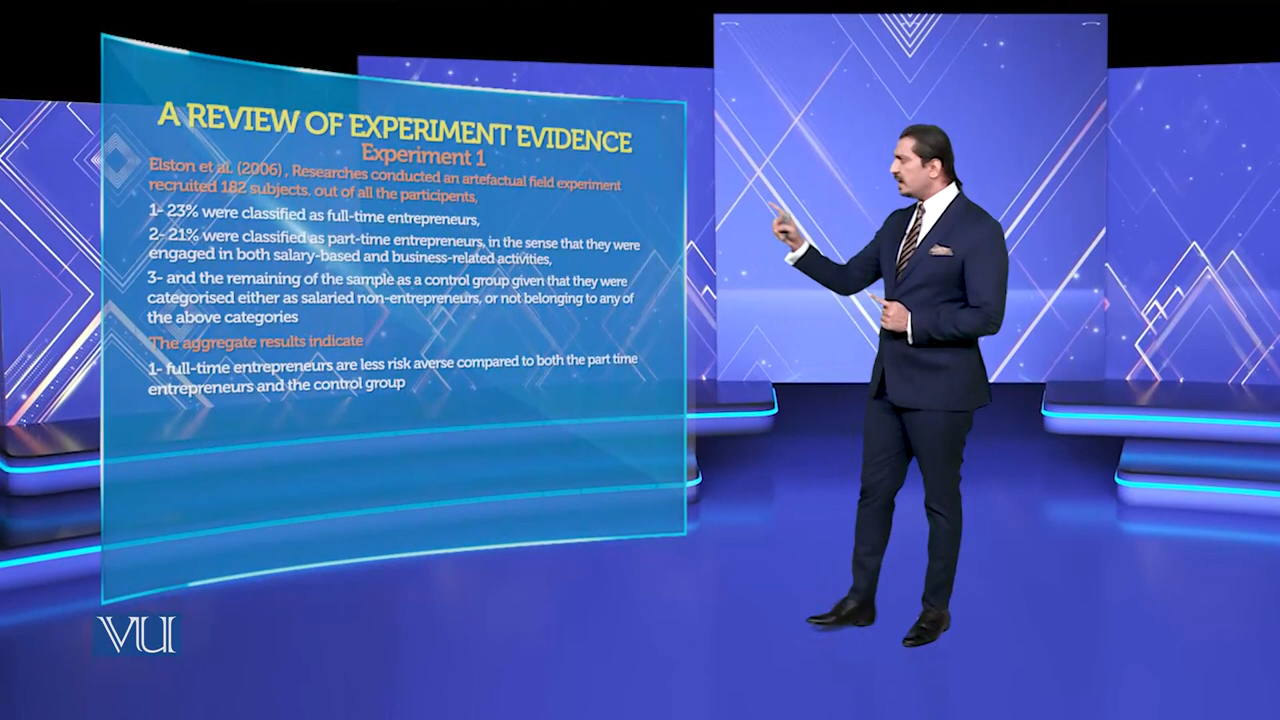 A REVIEW OF EXPERIMENT EVIDENCE
Experiment 1
Elston et al. (2006) , Researches conducted an artefactual field experiment
recruited 182 subjects. out of all the participants,
1- 23% were classified as full-time entrepreneurs,
2- 21% were classified as part-time entrepreneurs, in the sense that they were
engaged in both salary-based and business-related activities,
3- and the remaining of the sample as a control group given that they were
categorised either as salaried non-entrepreneurs, or not belonging to any of
the above categories
The aggregate results indicate
1- full-time entrepreneurs are less risk averse compared to both the part time
entrepreneurs and the control group
VU